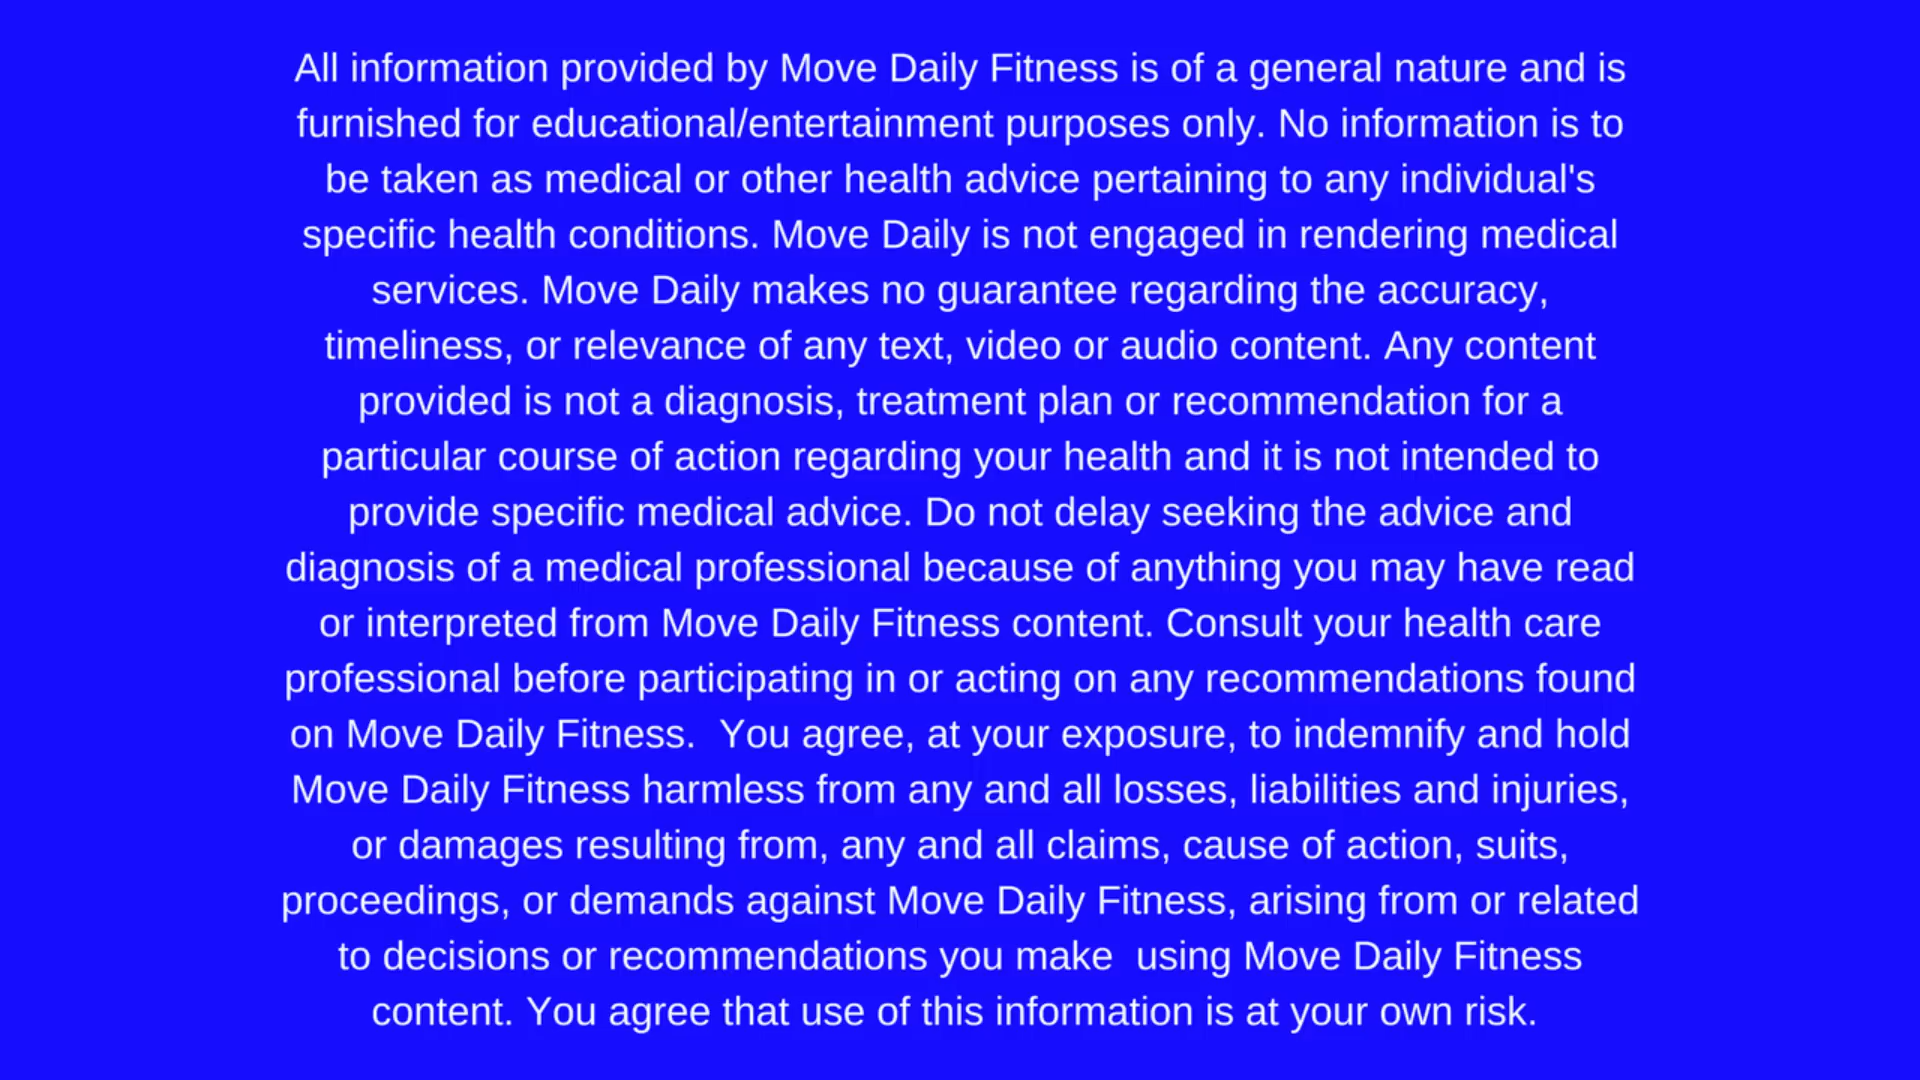 All information provided by Move Daily Fitness is of a general nature and is
furnished for educational/entertainment purposes only. No information is to
be taken as medical or other health advice pertaining to any individual's
specific health conditions. Move Daily is not engaged in rendering medical
services. Move Daily makes no guarantee regarding the accuracy,
timeliness, or relevance of any text, video or audio content. Any content
provided is not a diagnosis, treatment plan or recommendation for a
particular course of action regarding your health and it is not intended to
provide specific medical advice. Do not delay seeking the advice and
diagnosis of a medical professional because of anything you may have read
or interpreted from Move Daily Fitness content. Consult your health care
professional before participating in or acting on any recommendations found
on Move Daily Fitness.  You agree, at your exposure, to indemnify and hold
Move Daily Fitness harmless from any and all losses, liabilities and injuries,
or damages resulting from, any and all claims, cause of action, suits,
proceedings, or demands against Move Daily Fitness, arising from or related
to decisions or recommendations you make  using Move Daily Fitness
content. You agree that use of this information is at your own risk.